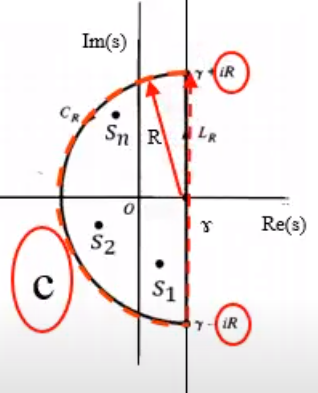 Im(s)
γ + iR
C_R
S_n
R
L_R
O
γ
Re(s)
S_2
C
S_1
γ - iR